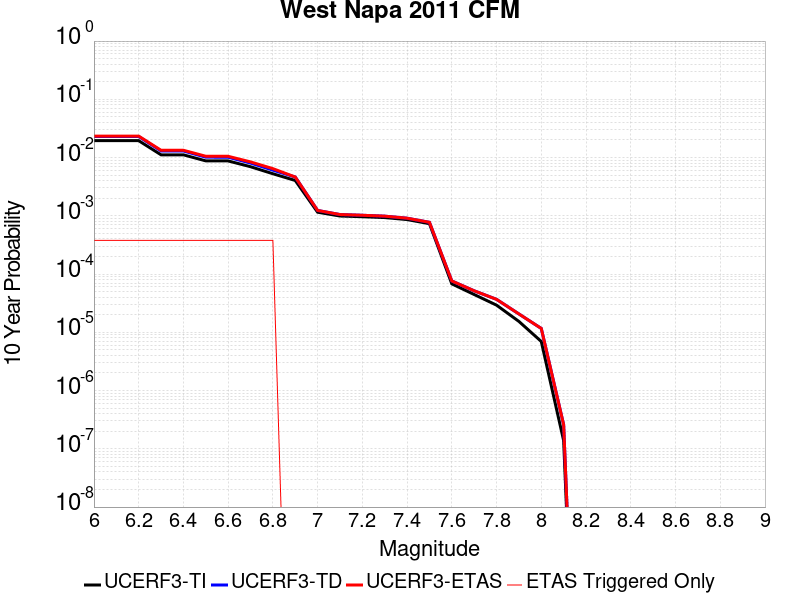 West Napa 2011 CFM
10^0
10^-1
10^-2
10^-3
10^-4
10^-5
10^-6
10^-7
10^-8
10 Year Probability
6 6.2 6.4 6.6 6.8 7 7.2 7.4 7.6 7.8 8 8.2 8.4 8.6 8.8 9
Magnitude
UCERF3-TI UCERF3-TD UCERF3-ETAS ETAS Triggered Only